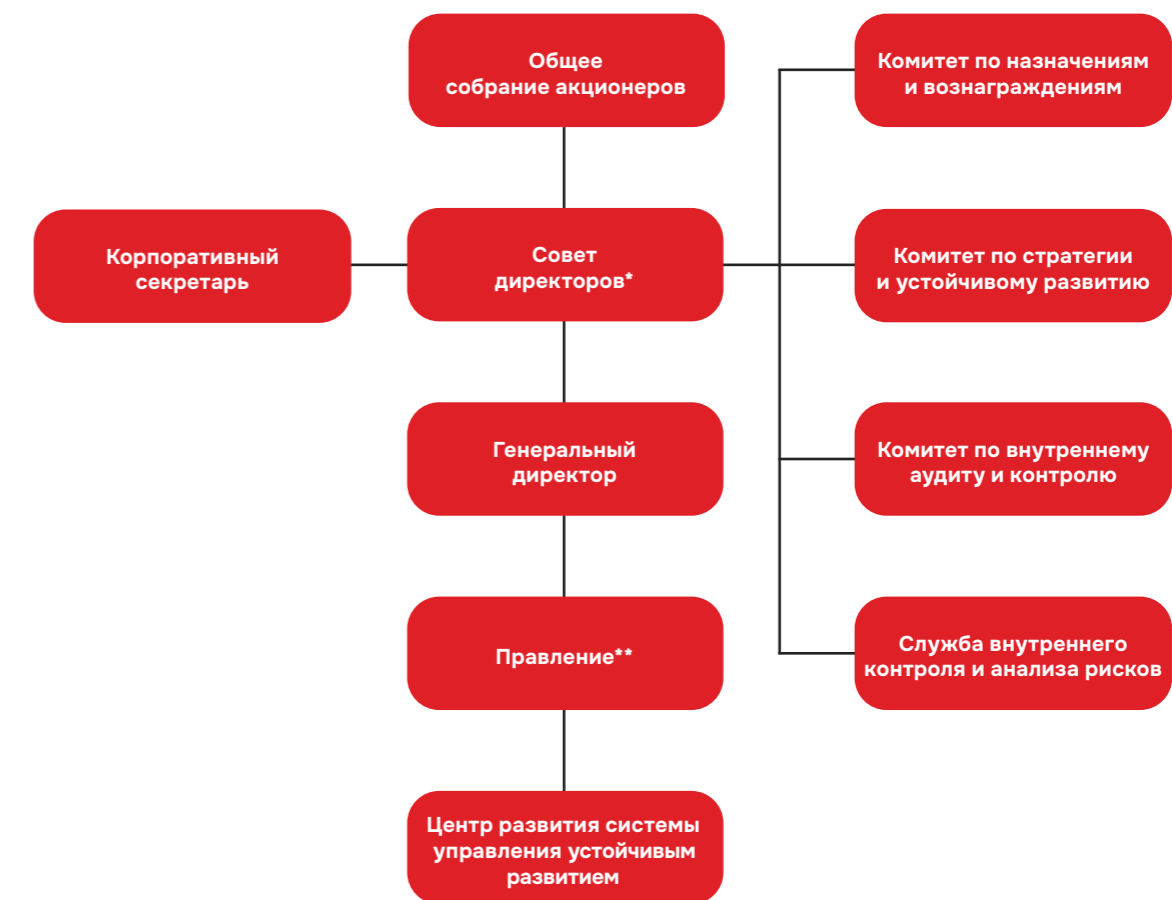 Общее
собрание акционеров
Комитет по назначениям
и вознаграждениям
Корпоративный
секретарь
Совет
директоров*
Комитет по стратегии
и устойчивому развитию
Генеральный
директор
Комитет по внутреннему
аудиту и контролю
Правление**
Служба внутреннего
контроля и анализа рисков
Центр развития системы
управления устойчивым
развитием